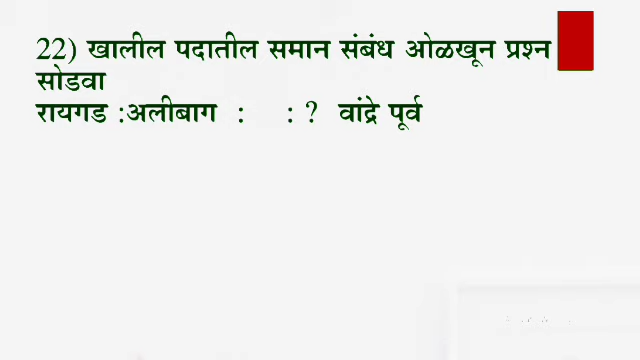 22) खालील पदातील समान संबंध ओळखून प्रश्न
सोडवा
रायगड :अलीबाग : : ? वांद्रे पूर्व